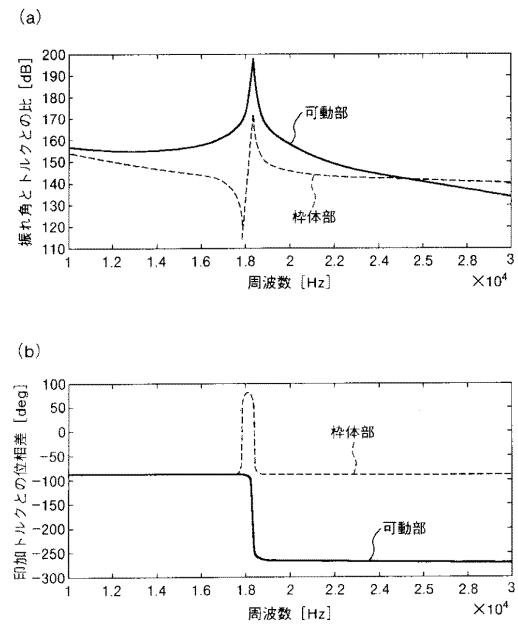 (a)
振れ角とトルクとの比 [dB]
200
190
180
170
160
150
140
130
120
110
可動部
枠体部
1 1.2 1.4 1.6 1.8 2 2.2 2.4 2.6 2.8 3
周波数 [Hz]
×10⁴
(b)
印加トルクとの位相差 [deg]
100
50
0
−50
−100
−150
−200
−250
−300
枠体部
可動部
1 1.2 1.4 1.6 1.8 2 2.2 2.4 2.6 2.8 3
周波数 [Hz]
×10⁴